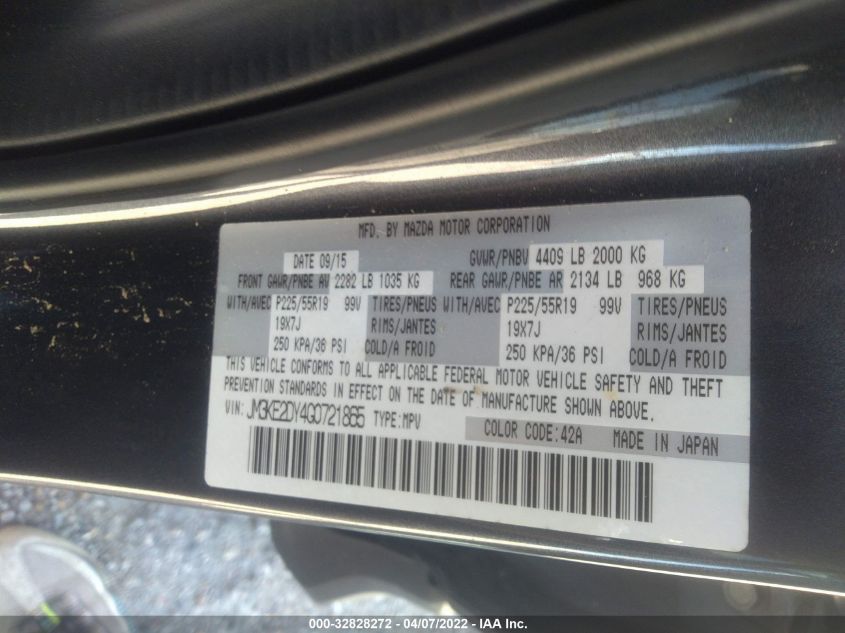 MFD. BY MAZDA MOTOR CORPORATION
DATE 09/15 GVWR/PNBV 4409 LB 2000 KG
FRONT GAWR/PNBE AV 2282 LB 1035 KG REAR GAWR/PNBE AR 2134 LB 968 KG
WITH/AVEC P225/55R19 99V TIRES/PNEUS WITH/AVEC P225/55R19 99V TIRES/PNEUS
19X7J RIMS/JANTES 19X7J RIMS/JANTES
250 KPA/36 PSI COLD/A FROID 250 KPA/36 PSI COLD/A FROID
THIS VEHICLE CONFORMS TO ALL APPLICABLE FEDERAL MOTOR VEHICLE SAFETY AND THEFT
PREVENTION STANDARDS IN EFFECT ON THE DATE OF MANUFACTURE SHOWN ABOVE.
VIN: JM3KE2DY4G0721865 TYPE:MPV
COLOR CODE:42A MADE IN JAPAN
000-32828272 - 04/07/2022 - IAA Inc.